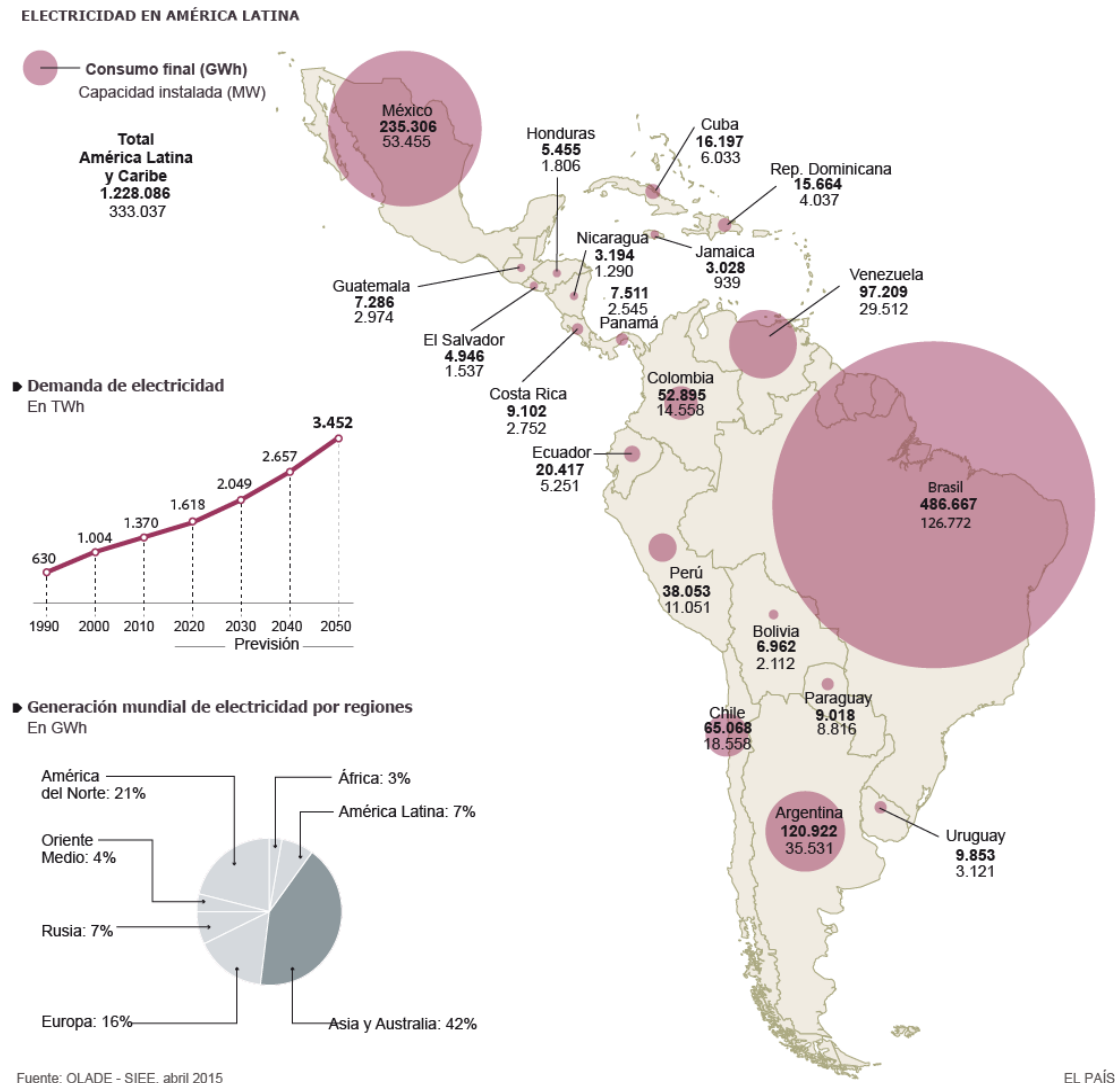 ELECTRICIDAD EN AMÉRICA LATINA
Consumo final (GWh)
Capacidad instalada (MW)
Total
América Latina
y Caribe
1.228.086
333.037
México
235.306
53.455
Honduras
5.455
1.806
Cuba
16.197
6.033
Rep. Dominicana
15.664
4.037
Nicaragua
3.194
1.290
Jamaica
3.028
939
Guatemala
7.286
2.974
El Salvador
4.946
1.537
7.511
2.545
Panamá
Venezuela
97.209
29.512
Costa Rica
9.102
2.752
Colombia
52.895
14.558
Ecuador
20.417
5.251
Brasil
486.667
126.772
Perú
38.053
11.051
Bolivia
6.962
2.112
Paraguay
9.018
8.816
Chile
65.068
18.558
Argentina
120.922
35.531
Uruguay
9.853
3.121
Demanda de electricidad
En TWh
630
1.004
1.370
1.618
2.049
2.657
3.452
1990 2000 2010 2020 2030 2040 2050
Previsión
Generación mundial de electricidad por regiones
En GWh
América
del Norte: 21%
África: 3%
América Latina: 7%
Oriente
Medio: 4%
Rusia: 7%
Europa: 16%
Asia y Australia: 42%
Fuente: OLADE - SIEE, abril 2015
EL PAÍS